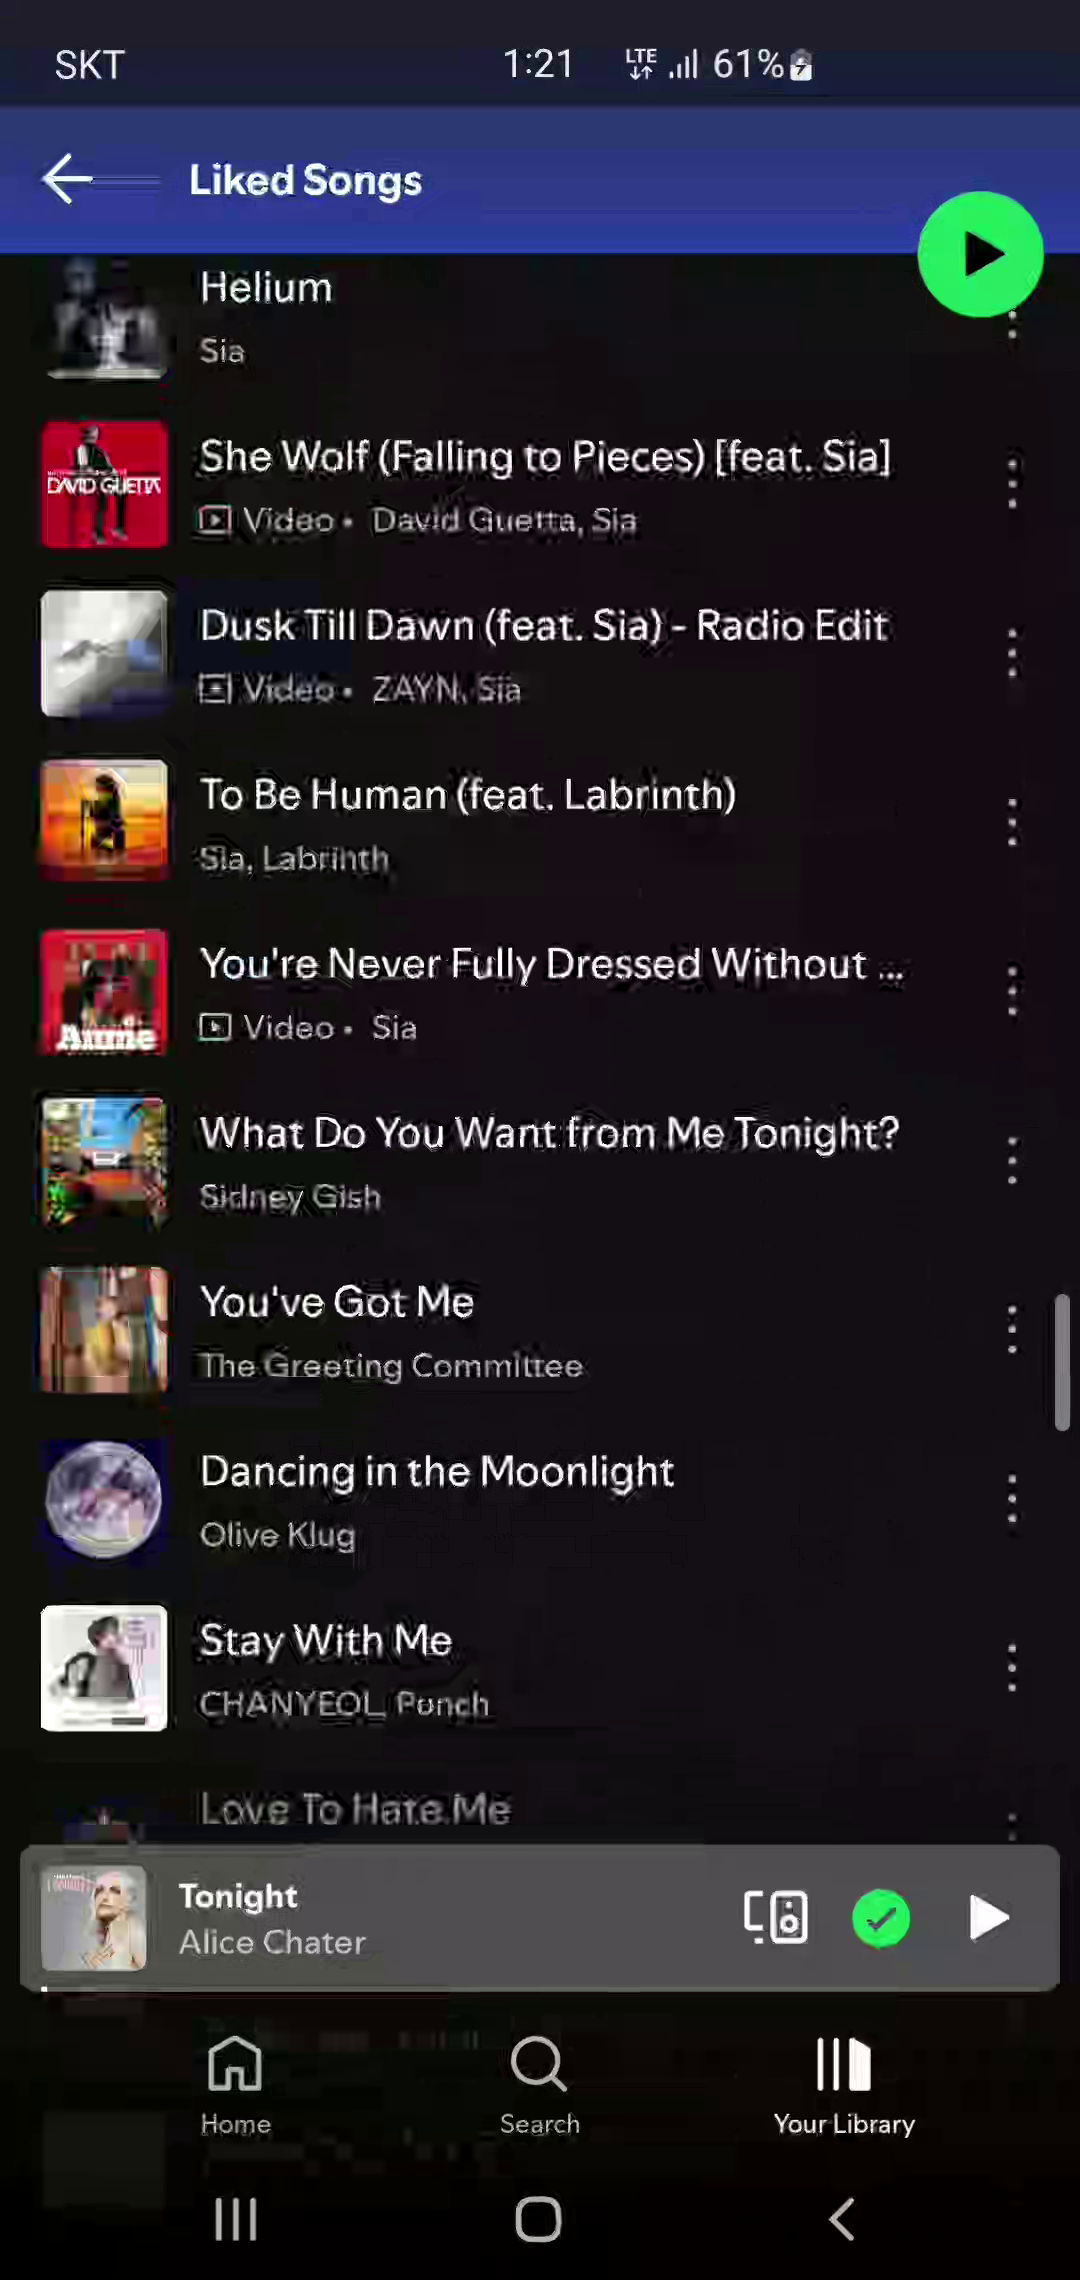 SKT 1:21 LTE 61%
Liked Songs
Helium
Sia
She Wolf (Falling to Pieces) [feat. Sia]
Video • David Guetta, Sia
DAVID GUETTA
Dusk Till Dawn (feat. Sia) - Radio Edit
Video • ZAYN, Sia
To Be Human (feat. Labrinth)
Sia, Labrinth
You're Never Fully Dressed Without ...
Video • Sia
Annie
What Do You Want from Me Tonight?
Sidney Gish
You've Got Me
The Greeting Committee
Dancing in the Moonlight
Olive Klug
Stay With Me
CHANYEOL, Punch
Love To Hate Me
Tonight
Alice Chater
Home Search Your Library